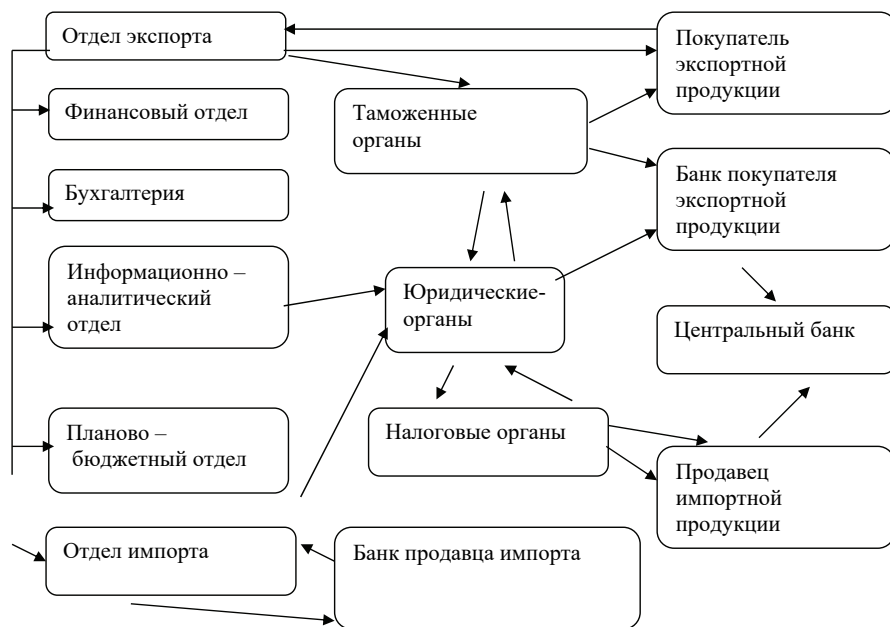 Отдел экспорта
Покупатель
экспортной
продукции
Финансовый отдел
Таможенные
органы
Бухгалтерия
Банк покупателя
экспортной
продукции
Информационно –
аналитический
отдел
Юридические-
органы
Центральный банк
Планово –
бюджетный отдел
Налоговые органы
Продавец
импортной
продукции
Отдел импорта
Банк продавца импорта